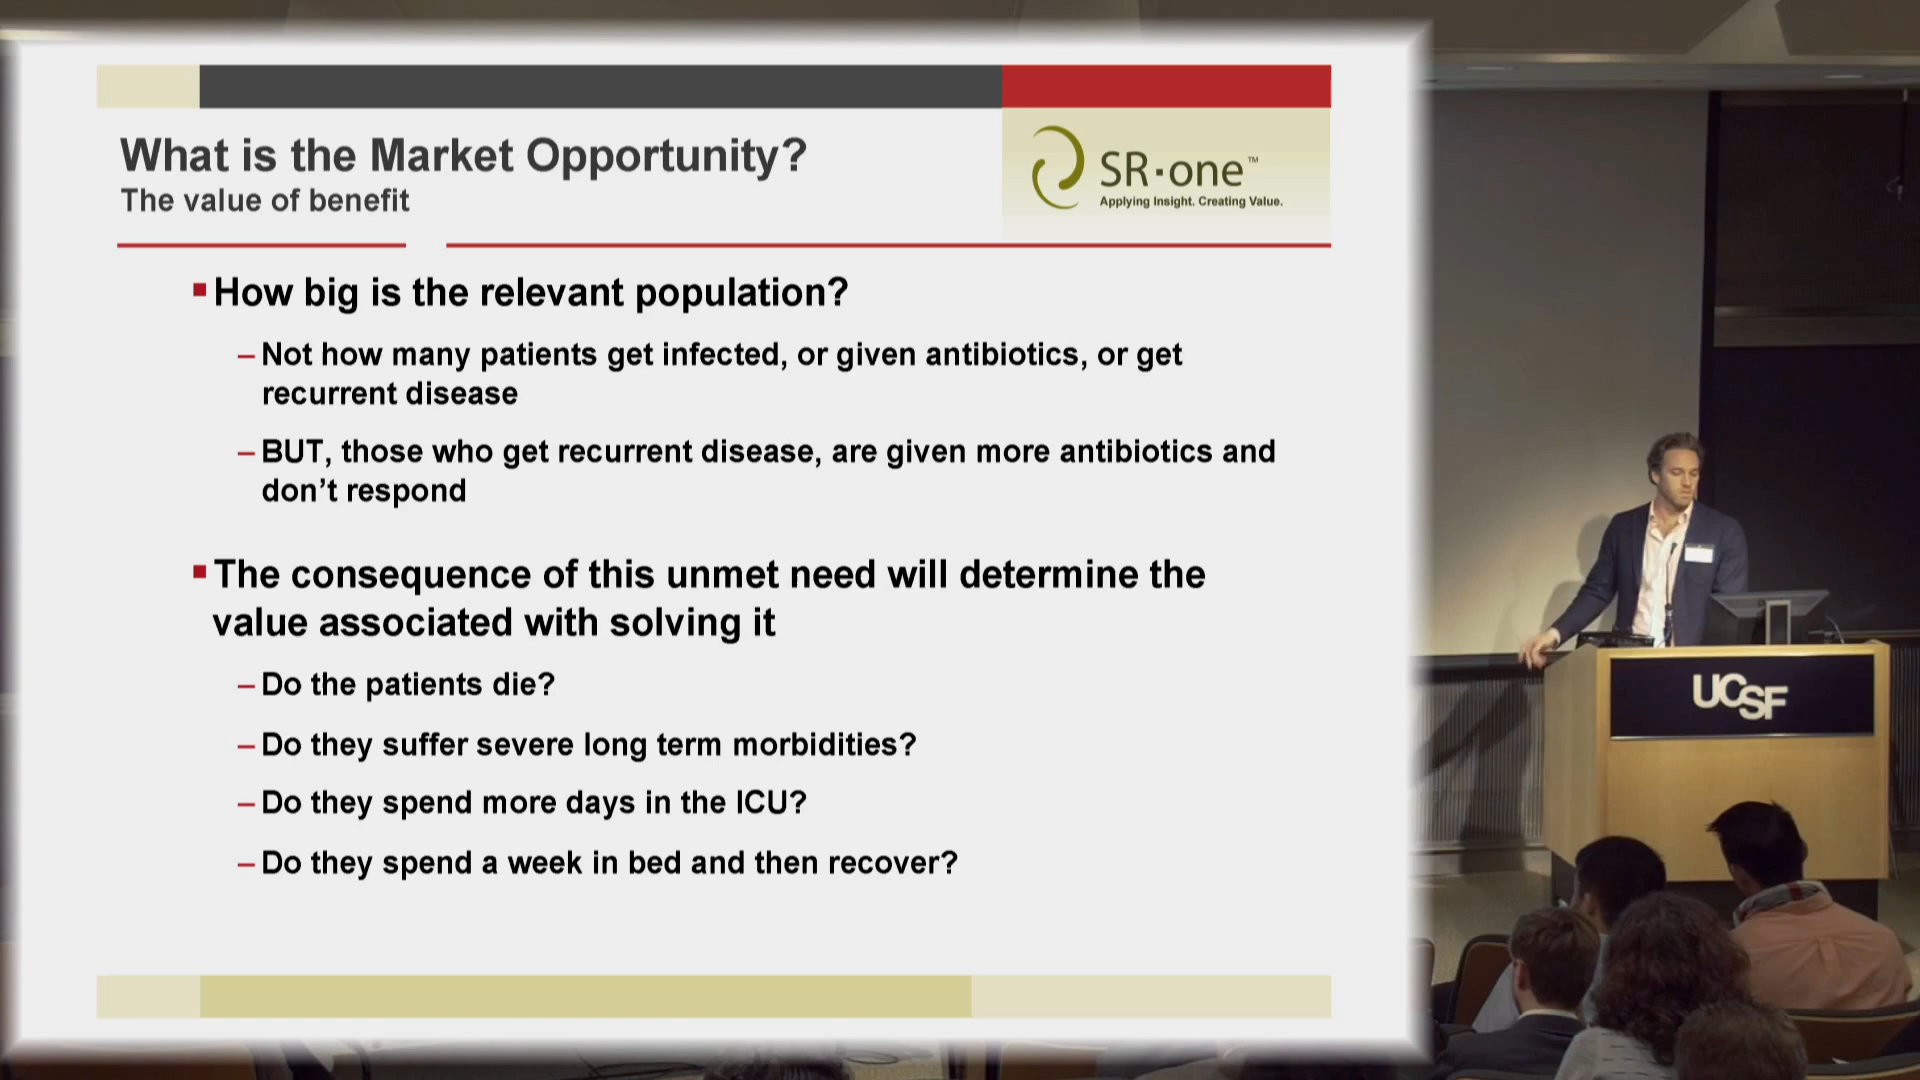 What is the Market Opportunity?
The value of benefit
SR·one™
Applying Insight. Creating Value.
How big is the relevant population?
– Not how many patients get infected, or given antibiotics, or get
recurrent disease
– BUT, those who get recurrent disease, are given more antibiotics and
don’t respond
The consequence of this unmet need will determine the
value associated with solving it
– Do the patients die?
– Do they suffer severe long term morbidities?
– Do they spend more days in the ICU?
– Do they spend a week in bed and then recover?
UCSF